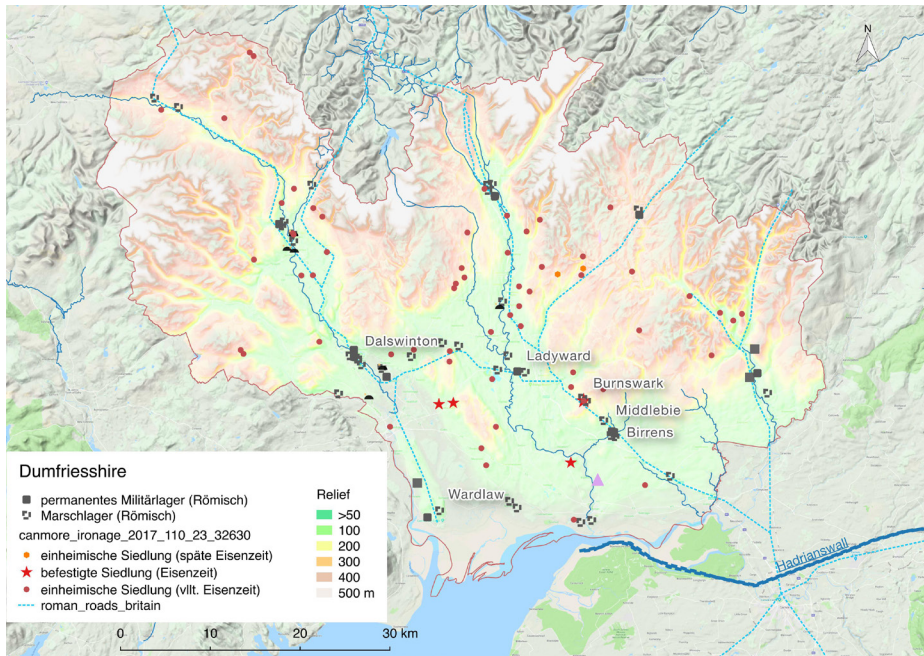 N
Dalswinton
Ladyward
Burnswark
Middlebie
Birrens
Wardlaw
Hadrianswall
Dumfriesshire
permanentes Militärlager (Römisch)
Marschlager (Römisch)
canmore_ironage_2017_110_23_32630
einheimische Siedlung (späte Eisenzeit)
befestigte Siedlung (Eisenzeit)
einheimische Siedlung (vllt. Eisenzeit)
roman_roads_britain
Relief
>50
100
200
300
400
500 m
0 10 20 30 km